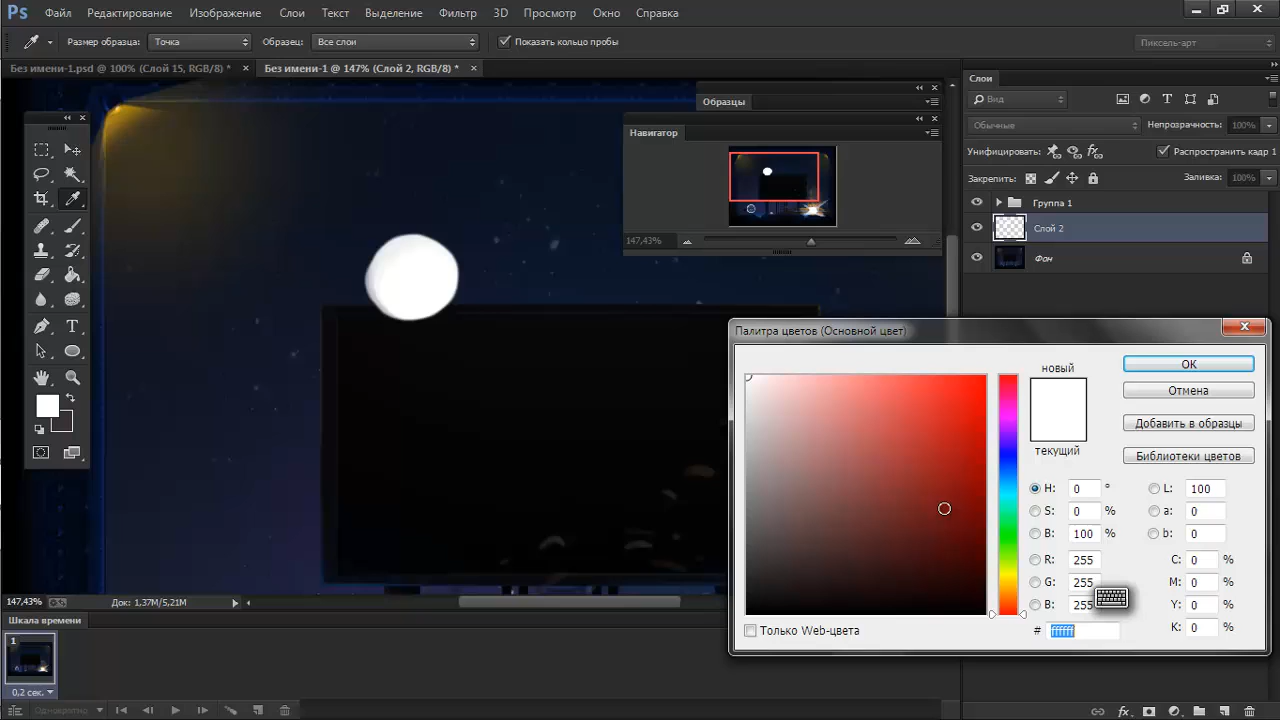 Ps Файл Редактирование Изображение Слои Текст Выделение Фильтр 3D Просмотр Окно Справка
Размер образца: Точка Образец: Все слои Показать кольцо пробы Пиксель-арт
Без имени-1.psd @ 100% (Слой 15, RGB/8) * × Без имени-1 @ 147% (Слой 2, RGB/8) * ×
Слои
Образцы
Вид
Навигатор
Обычные Непрозрачность: 100%
Унифицировать: Распространить кадр 1
Закрепить: Заливка: 100%
Группа 1
Слой 2
147,43%
Фон
Палитра цветов (Основной цвет)
новый
OK
Отмена
Добавить в образцы
текущий
Библиотеки цветов
H: 0 ° L: 100
S: 0 % a: 0
B: 100 % b: 0
R: 255 C: 0 %
G: 255 M: 0 %
B: 255 Y: 0 %
K: 0 %
Только Web-цвета # ffffff
147,43% Док: 1,37M/5,21M
Шкала времени
1
0,2 сек.
Однократно